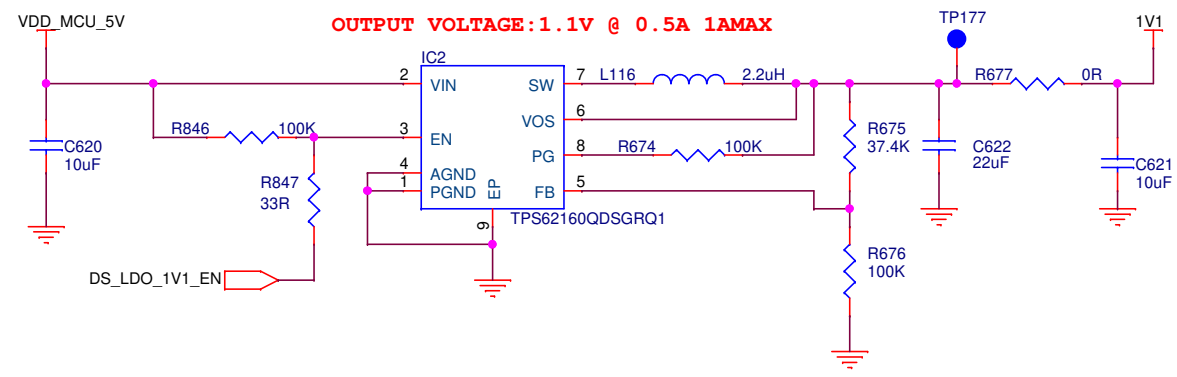 VDD_MCU_5V
OUTPUT VOLTAGE:1.1V @ 0.5A 1AMAX
TP177
1V1
IC2
2
VIN
SW
7
L116
2.2uH
R677
0R
R846
100K
3
EN
VOS
6
C620
10uF
R675
37.4K
C622
22uF
4
AGND
PG
8
R674
100K
C621
10uF
R847
33R
1
PGND
EP
FB
5
9
TPS62160QDSGRQ1
R676
100K
DS_LDO_1V1_EN